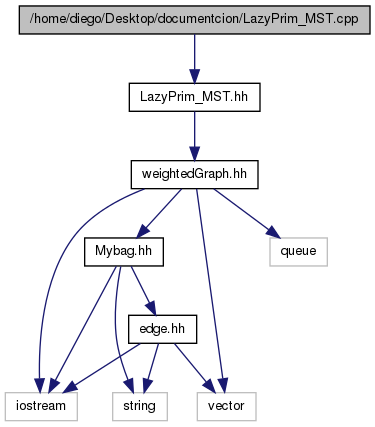 /home/diego/Desktop/documentcion/LazyPrim_MST.cpp
LazyPrim_MST.hh
weightedGraph.hh
Mybag.hh
queue
edge.hh
iostream
string
vector